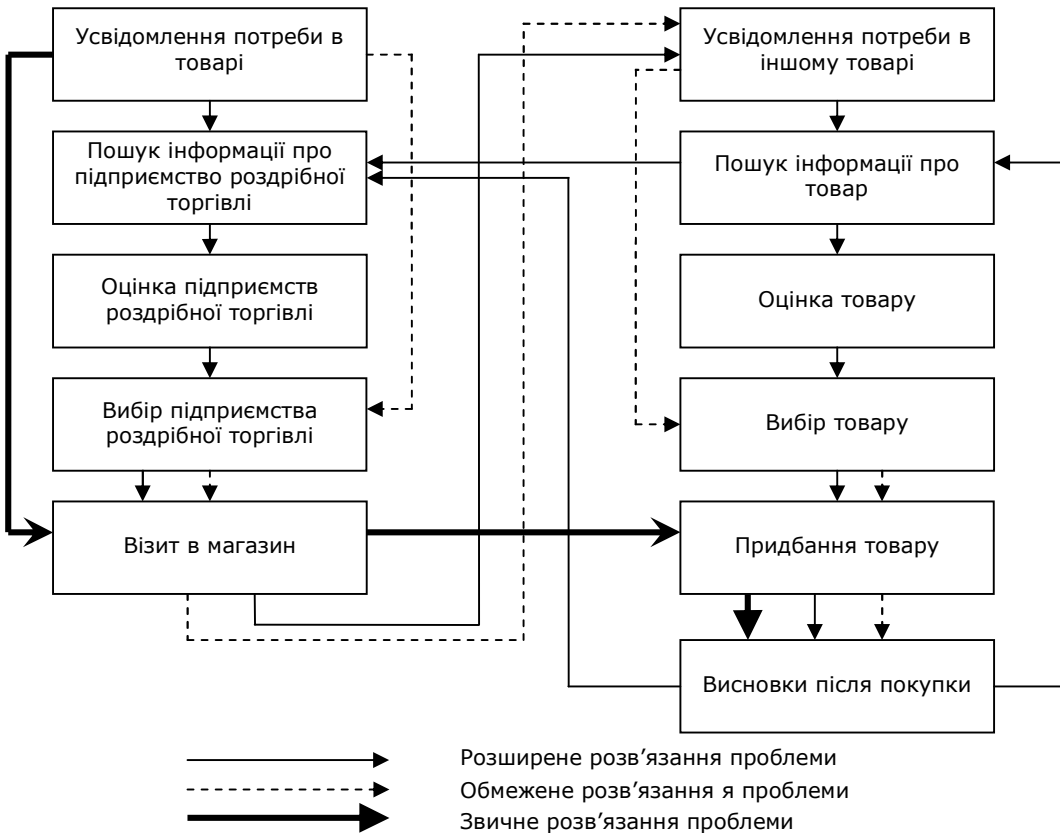 Усвідомлення потреби в
товарі
Пошук інформації про
підприємство роздрібної
торгівлі
Оцінка підприємств
роздрібної торгівлі
Вибір підприємства
роздрібної торгівлі
Візит в магазин
Усвідомлення потреби в
іншому товарі
Пошук інформації про
товар
Оцінка товару
Вибір товару
Придбання товару
Висновки після покупки
Розширене розв’язання проблеми
Обмежене розв’язання я проблеми
Звичне розв’язання проблеми